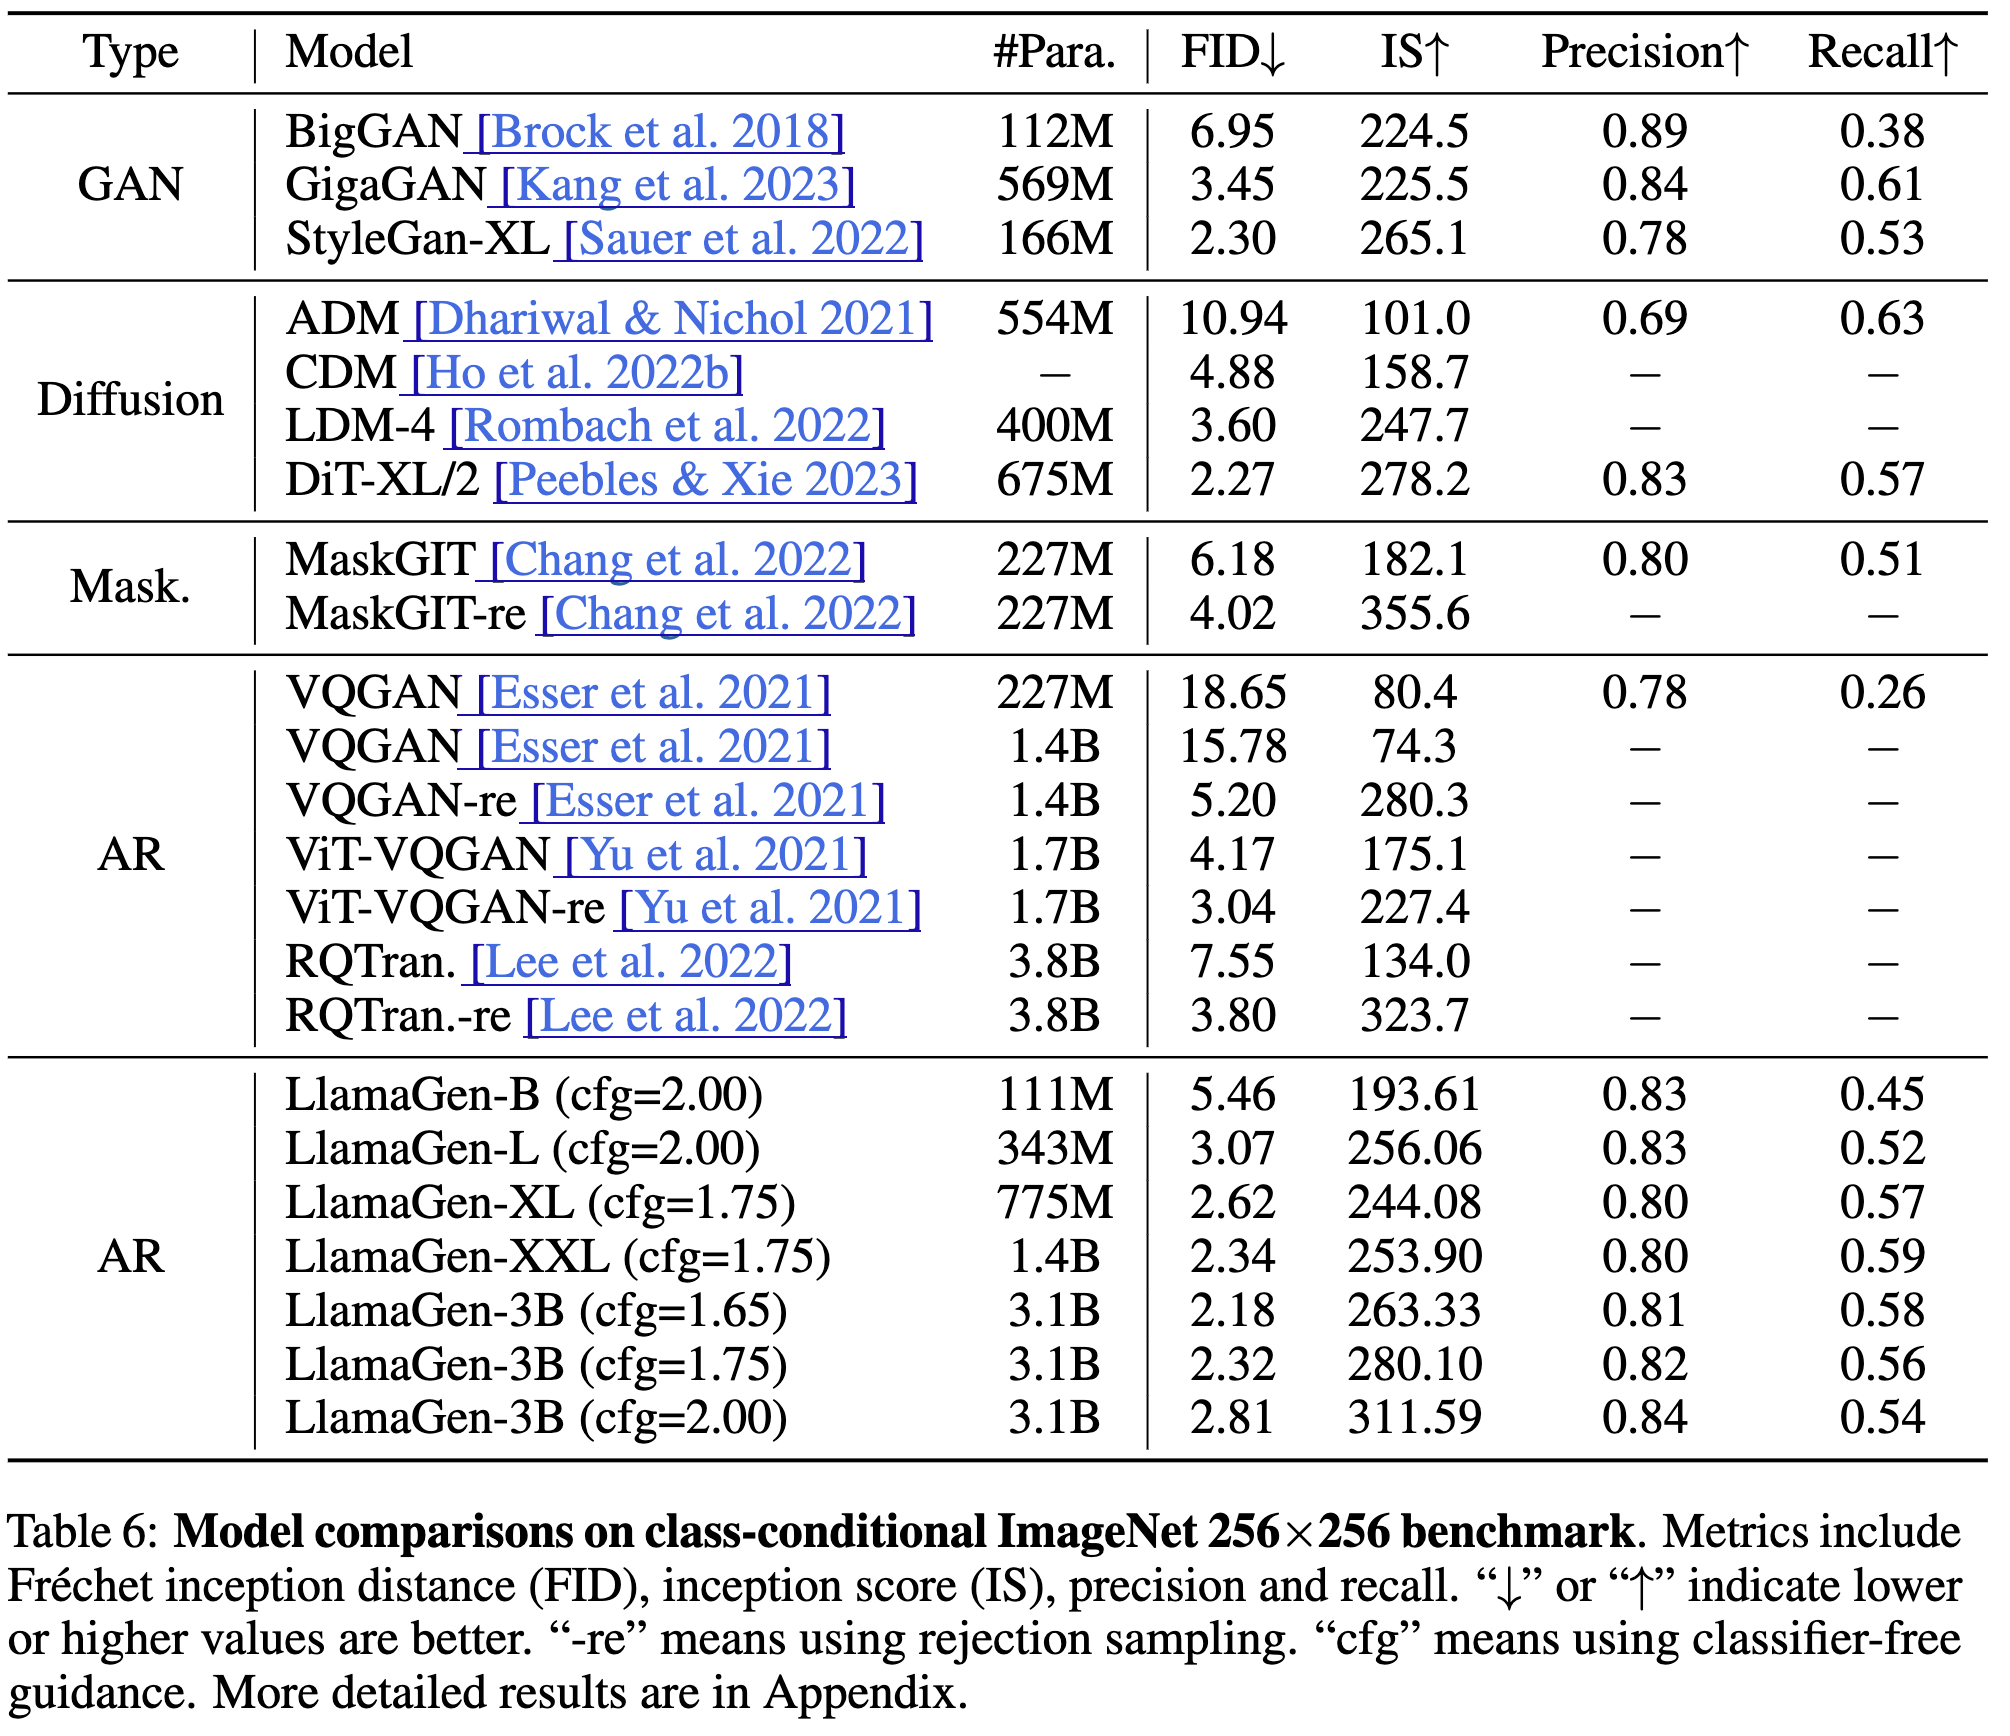 Type Model #Para. FID↓ IS↑ Precision↑ Recall↑
GAN
BigGAN [Brock et al. 2018] 112M 6.95 224.5 0.89 0.38
GigaGAN [Kang et al. 2023] 569M 3.45 225.5 0.84 0.61
StyleGan-XL [Sauer et al. 2022] 166M 2.30 265.1 0.78 0.53
Diffusion
ADM [Dhariwal & Nichol 2021] 554M 10.94 101.0 0.69 0.63
CDM [Ho et al. 2022b] − 4.88 158.7 − −
LDM-4 [Rombach et al. 2022] 400M 3.60 247.7 − −
DiT-XL/2 [Peebles & Xie 2023] 675M 2.27 278.2 0.83 0.57
Mask.
MaskGIT [Chang et al. 2022] 227M 6.18 182.1 0.80 0.51
MaskGIT-re [Chang et al. 2022] 227M 4.02 355.6 − −
AR
VQGAN [Esser et al. 2021] 227M 18.65 80.4 0.78 0.26
VQGAN [Esser et al. 2021] 1.4B 15.78 74.3 − −
VQGAN-re [Esser et al. 2021] 1.4B 5.20 280.3 − −
ViT-VQGAN [Yu et al. 2021] 1.7B 4.17 175.1 − −
ViT-VQGAN-re [Yu et al. 2021] 1.7B 3.04 227.4 − −
RQTran. [Lee et al. 2022] 3.8B 7.55 134.0 − −
RQTran.-re [Lee et al. 2022] 3.8B 3.80 323.7 − −
AR
LlamaGen-B (cfg=2.00) 111M 5.46 193.61 0.83 0.45
LlamaGen-L (cfg=2.00) 343M 3.07 256.06 0.83 0.52
LlamaGen-XL (cfg=1.75) 775M 2.62 244.08 0.80 0.57
LlamaGen-XXL (cfg=1.75) 1.4B 2.34 253.90 0.80 0.59
LlamaGen-3B (cfg=1.65) 3.1B 2.18 263.33 0.81 0.58
LlamaGen-3B (cfg=1.75) 3.1B 2.32 280.10 0.82 0.56
LlamaGen-3B (cfg=2.00) 3.1B 2.81 311.59 0.84 0.54
Table 6: Model comparisons on class-conditional ImageNet 256×256 benchmark. Metrics include
Fréchet inception distance (FID), inception score (IS), precision and recall. “↓” or “↑” indicate lower
or higher values are better. “-re” means using rejection sampling. “cfg” means using classifier-free
guidance. More detailed results are in Appendix.